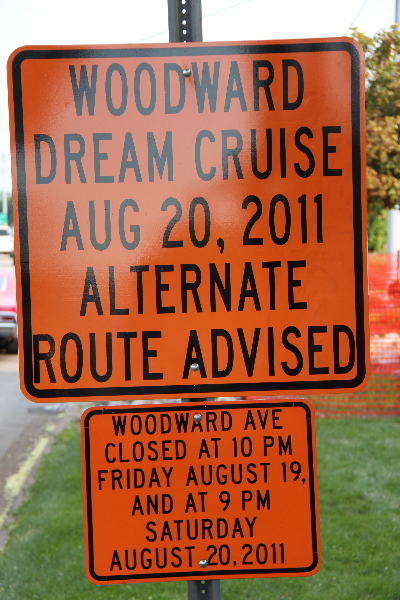 WOODWARD
DREAM CRUISE
AUG 20, 2011
ALTERNATE
ROUTE ADVISED
WOODWARD AVE
CLOSED AT 10 PM
FRIDAY AUGUST 19,
AND AT 9 PM
SATURDAY
AUGUST 20, 2011